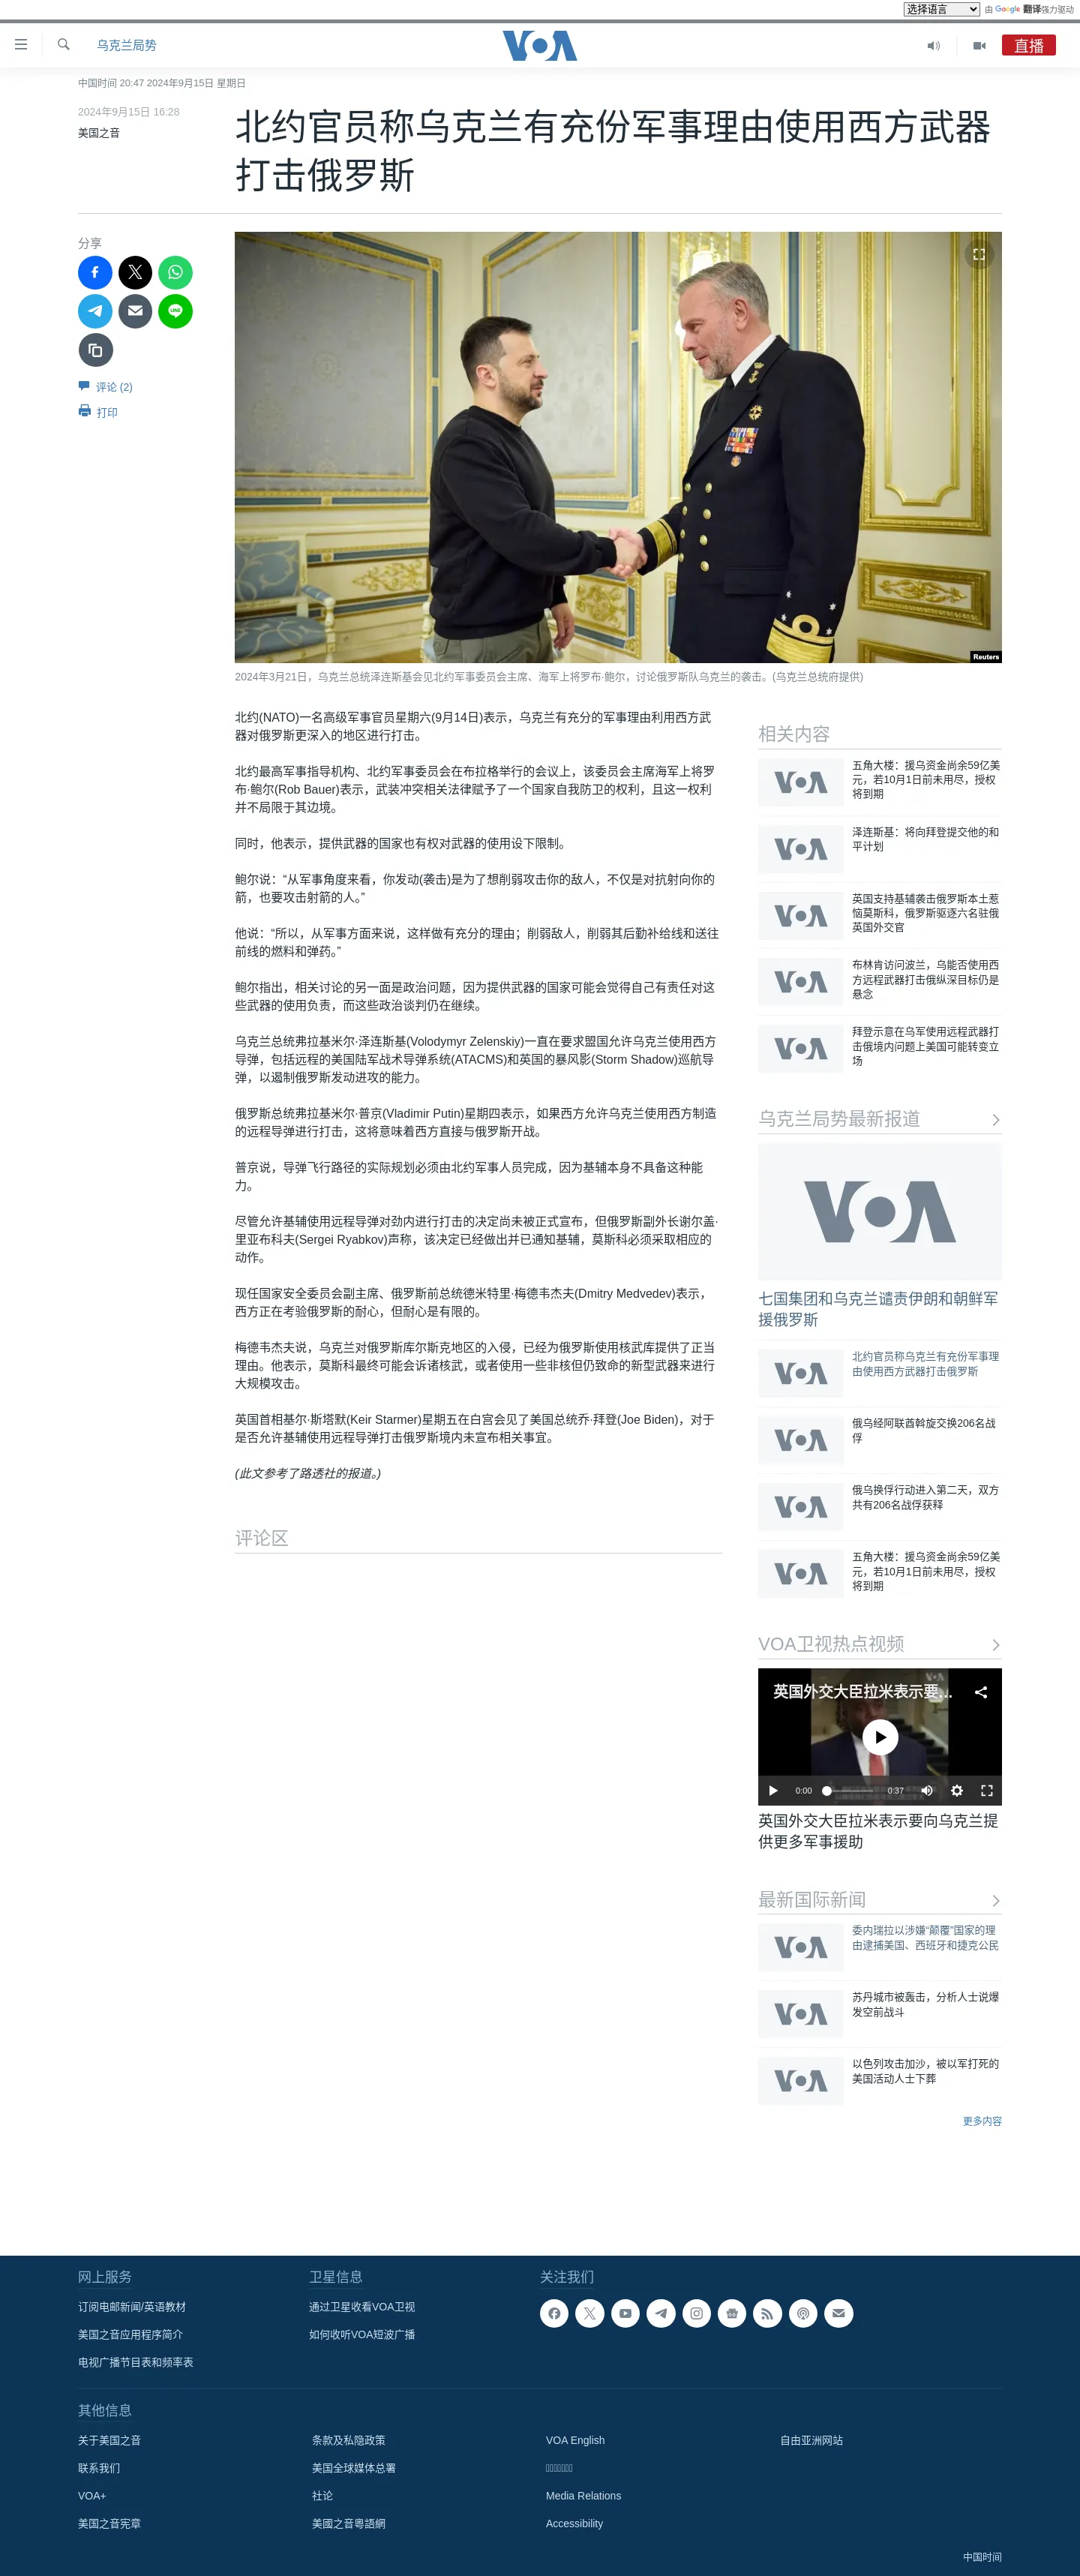 选择语言
由 Google 翻译强力驱动
乌克兰局势
VOA
直播
中国时间 20:47 2024年9月15日 星期日
2024年9月15日 16:28
美国之音
北约官员称乌克兰有充份军事理由使用西方武器
打击俄罗斯
分享
LINE
评论 (2)
打印
Reuters
2024年3月21日，乌克兰总统泽连斯基会见北约军事委员会主席、海军上将罗布·鲍尔，讨论俄罗斯队乌克兰的袭击。(乌克兰总统府提供)
北约(NATO)一名高级军事官员星期六(9月14日)表示，乌克兰有充分的军事理由利用西方武
器对俄罗斯更深入的地区进行打击。
北约最高军事指导机构、北约军事委员会在布拉格举行的会议上，该委员会主席海军上将罗
布·鲍尔(Rob Bauer)表示，武装冲突相关法律赋予了一个国家自我防卫的权利，且这一权利
并不局限于其边境。
同时，他表示，提供武器的国家也有权对武器的使用设下限制。
鲍尔说：“从军事角度来看，你发动(袭击)是为了想削弱攻击你的敌人，不仅是对抗射向你的
箭，也要攻击射箭的人。”
他说：“所以，从军事方面来说，这样做有充分的理由；削弱敌人，削弱其后勤补给线和送往
前线的燃料和弹药。”
鲍尔指出，相关讨论的另一面是政治问题，因为提供武器的国家可能会觉得自己有责任对这
些武器的使用负责，而这些政治谈判仍在继续。
乌克兰总统弗拉基米尔·泽连斯基(Volodymyr Zelenskiy)一直在要求盟国允许乌克兰使用西方
导弹，包括远程的美国陆军战术导弹系统(ATACMS)和英国的暴风影(Storm Shadow)巡航导
弹，以遏制俄罗斯发动进攻的能力。
俄罗斯总统弗拉基米尔·普京(Vladimir Putin)星期四表示，如果西方允许乌克兰使用西方制造
的远程导弹进行打击，这将意味着西方直接与俄罗斯开战。
普京说，导弹飞行路径的实际规划必须由北约军事人员完成，因为基辅本身不具备这种能
力。
尽管允许基辅使用远程导弹对劲内进行打击的决定尚未被正式宣布，但俄罗斯副外长谢尔盖·
里亚布科夫(Sergei Ryabkov)声称，该决定已经做出并已通知基辅，莫斯科必须采取相应的
动作。
现任国家安全委员会副主席、俄罗斯前总统德米特里·梅德韦杰夫(Dmitry Medvedev)表示，
西方正在考验俄罗斯的耐心，但耐心是有限的。
梅德韦杰夫说，乌克兰对俄罗斯库尔斯克地区的入侵，已经为俄罗斯使用核武库提供了正当
理由。他表示，莫斯科最终可能会诉诸核武，或者使用一些非核但仍致命的新型武器来进行
大规模攻击。
英国首相基尔·斯塔默(Keir Starmer)星期五在白宫会见了美国总统乔·拜登(Joe Biden)，对于
是否允许基辅使用远程导弹打击俄罗斯境内未宣布相关事宜。
(此文参考了路透社的报道。)
评论区
相关内容
VOA
五角大楼：援乌资金尚余59亿美
元，若10月1日前未用尽，授权
将到期
VOA
泽连斯基：将向拜登提交他的和
平计划
VOA
英国支持基辅袭击俄罗斯本土惹
恼莫斯科，俄罗斯驱逐六名驻俄
英国外交官
VOA
布林肯访问波兰，乌能否使用西
方远程武器打击俄纵深目标仍是
悬念
VOA
拜登示意在乌军使用远程武器打
击俄境内问题上美国可能转变立
场
乌克兰局势最新报道
VOA
七国集团和乌克兰谴责伊朗和朝鲜军
援俄罗斯
VOA
北约官员称乌克兰有充份军事理
由使用西方武器打击俄罗斯
VOA
俄乌经阿联酋斡旋交换206名战
俘
VOA
俄乌换俘行动进入第二天，双方
共有206名战俘获释
VOA
五角大楼：援乌资金尚余59亿美
元，若10月1日前未用尽，授权
将到期
VOA卫视热点视频
VOA
英国外交大臣拉米表示要...
0:00
0:37
英国外交大臣拉米表示要向乌克兰提
供更多军事援助
最新国际新闻
VOA
委内瑞拉以涉嫌“颠覆”国家的理
由逮捕美国、西班牙和捷克公民
VOA
苏丹城市被轰击，分析人士说爆
发空前战斗
VOA
以色列攻击加沙，被以军打死的
美国活动人士下葬
更多内容
网上服务
订阅电邮新闻/英语教材
美国之音应用程序简介
电视广播节目表和频率表
卫星信息
通过卫星收看VOA卫视
如何收听VOA短波广播
关注我们
其他信息
关于美国之音
联系我们
VOA+
美国之音宪章
条款及私隐政策
美国全球媒体总署
社论
美國之音粵語網
VOA English
Media Relations
Accessibility
自由亚洲网站
中国时间